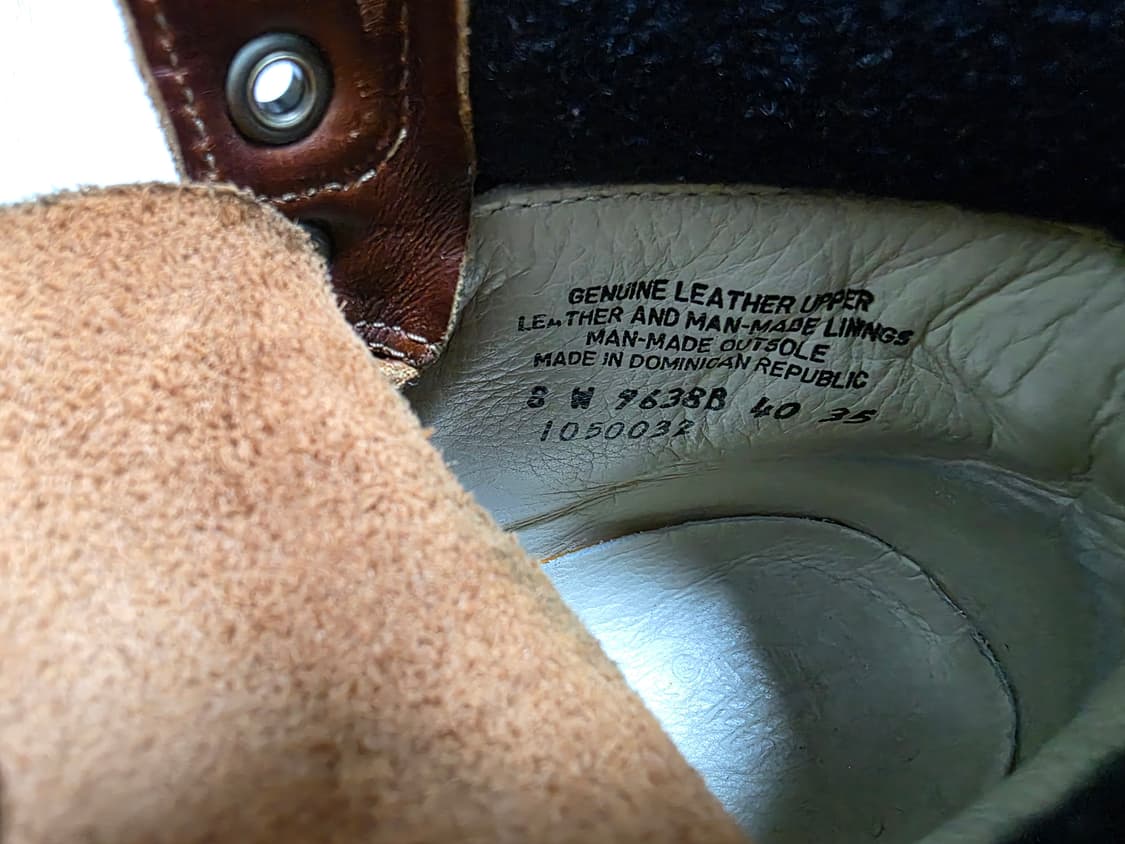 GENUINE LEATHER UPPER
LEATHER AND MAN-MADE LININGS
MAN-MADE OUTSOLE
MADE IN DOMINICAN REPUBLIC
8 W 9638B 40 35
1050032